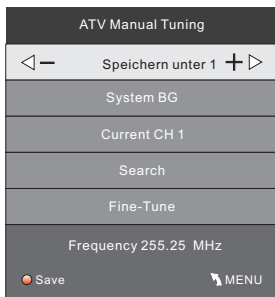 ATV Manual Tuning
Speichern unter 1
System BG
Current CH 1
Search
Fine-Tune
Frequency 255.25 MHz
Save MENU